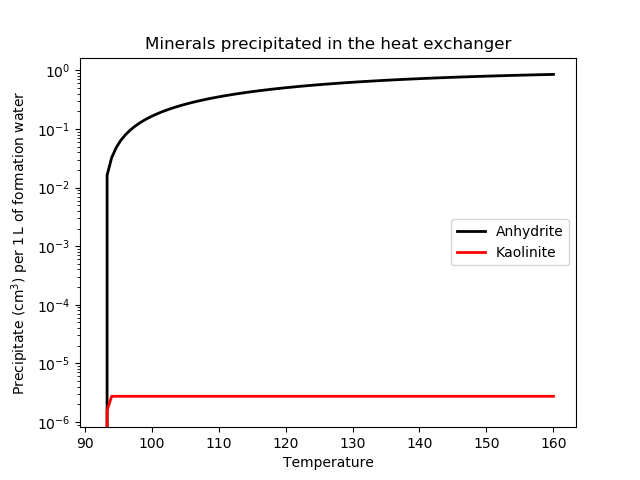 Minerals precipitated in the heat exchanger
Precipitate (cm³) per 1 L of formation water
10⁰
10⁻¹
10⁻²
10⁻³
10⁻⁴
10⁻⁵
10⁻⁶
Anhydrite
Kaolinite
90 100 110 120 130 140 150 160
Temperature